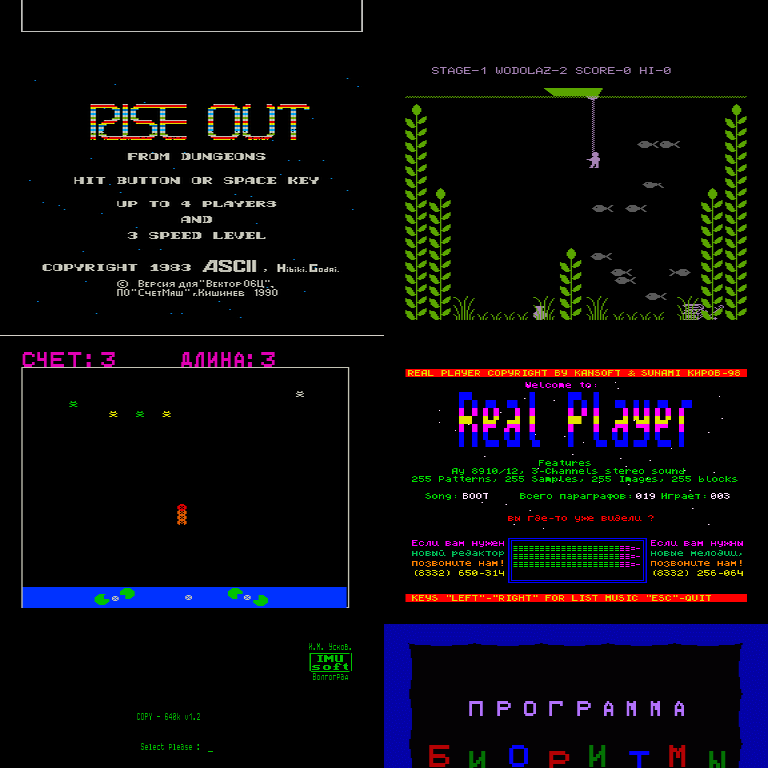 RISE OUT
FROM DUNGEONS
HIT BUTTON OR SPACE KEY
UP TO 4 PLAYERS
AND
3 SPEED LEVEL
COPYRIGHT 1983 ASCII , Hibiki.Godai.
© Версия для "Вектор 06Ц".
ПО"СчетМяш",Кишинев 1990
STAGE-1 WODOLAZ-2 SCORE-0 HI-0
СЧЕТ:3 ДЛИНА:3
REAL PLAYER COPYRIGHT BY KANSOFT & SUHAMI КИРОВ-98
Welcome to:
Real Player
Features
Ay 8910/12, 3-Channels stereo sound
255 Patterns, 255 Samples, 255 Images, 255 blocks
Song: BOOT Всего параграфов: 019 Играет: 003
вы где-то уже видели ?
Если вам нужен
новый редактор
позвоните нам!
(8332) 650-314
Если вам нужны
новые мелодии,
позвоните нам!
(8332) 256-064
KEYS "LEFT"-"RIGHT" FOR LIST MUSIC "ESC"-QUIT
И.М. Усков.
IMU
soft
Волгоград
COPY - 640k v1.2
Select Please : _
ПРОГРАММА
БИОРИТМЫ